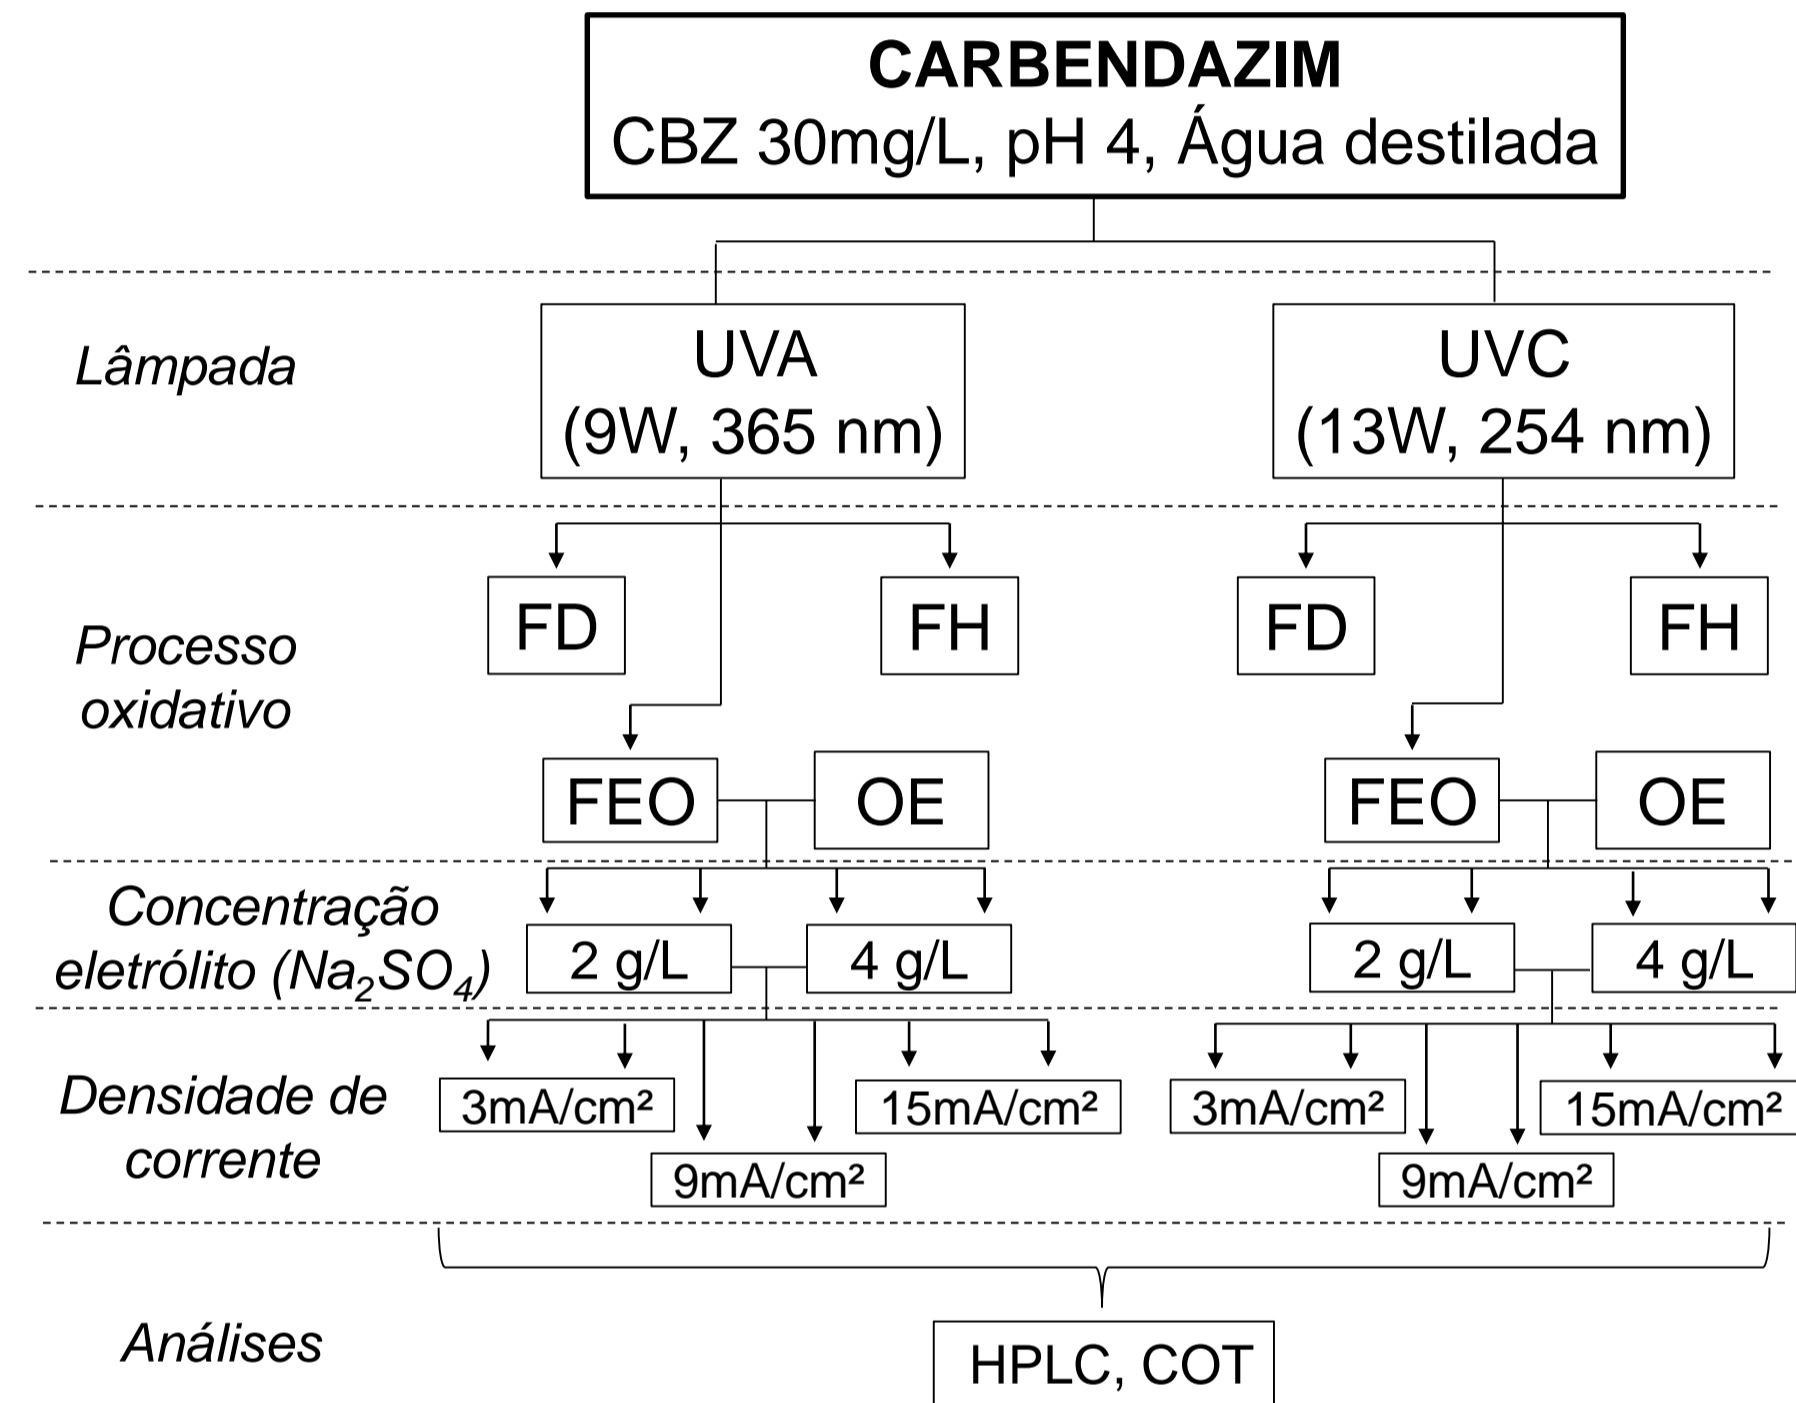 CARBENDAZIM
CBZ 30mg/L, pH 4, Água destilada
Lâmpada
UVA
(9W, 365 nm)
UVC
(13W, 254 nm)
Processo
oxidativo
FD
FH
FD
FH
FEO
OE
FEO
OE
Concentração
eletrólito (Na₂SO₄)
2 g/L
4 g/L
2 g/L
4 g/L
Densidade de
corrente
3mA/cm²
15mA/cm²
3mA/cm²
15mA/cm²
9mA/cm²
9mA/cm²
Análises
HPLC, COT